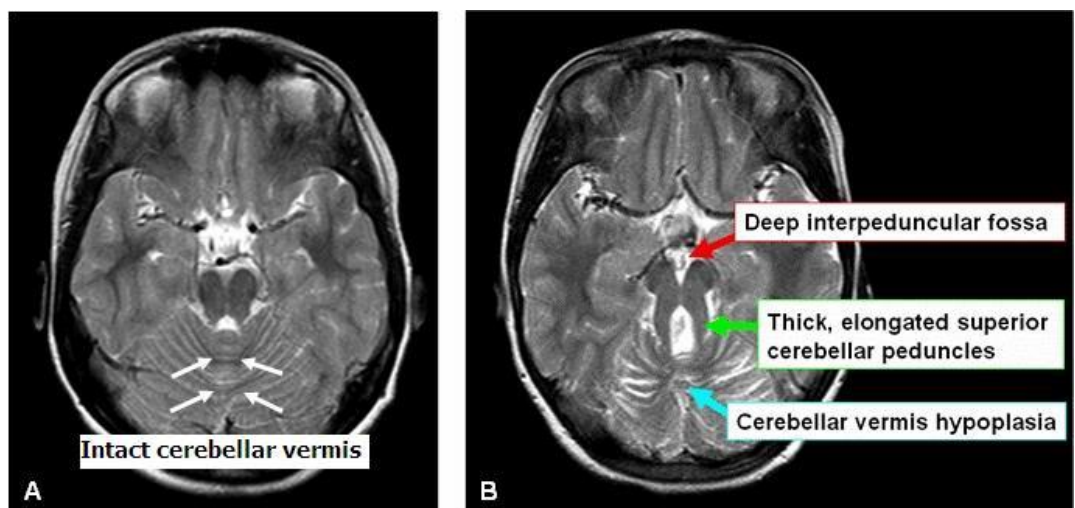 Intact cerebellar vermis
A
Deep interpeduncular fossa
Thick, elongated superior
cerebellar peduncles
Cerebellar vermis hypoplasia
B